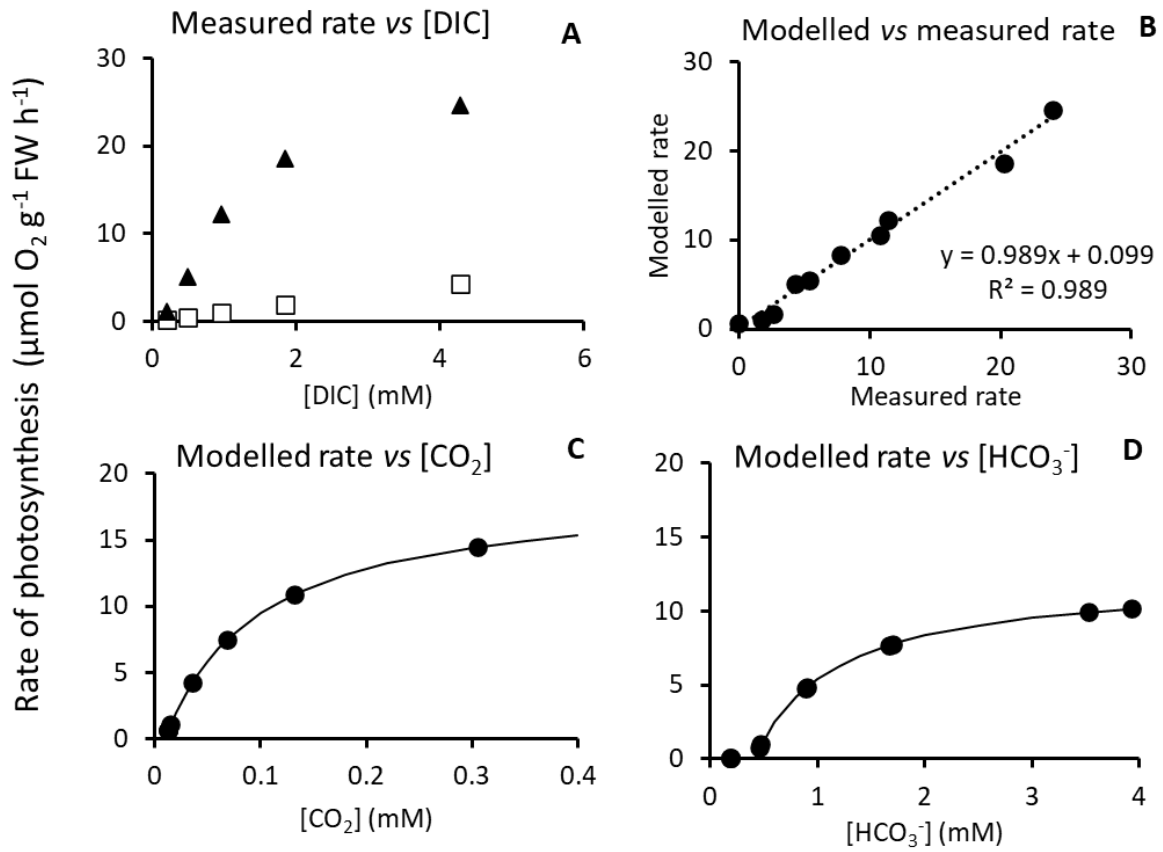 Rate of photosynthesis (μmol O₂ g⁻¹ FW h⁻¹)
Measured rate vs [DIC]
A
30
20
10
0
0 2 4 6
[DIC] (mM)
Modelled vs measured rate
B
Modelled rate
30
20
10
0
y = 0.989x + 0.099
R² = 0.989
0 10 20 30
Measured rate
Modelled rate vs [CO₂]
C
20
15
10
5
0
0 0.1 0.2 0.3 0.4
[CO₂] (mM)
Modelled rate vs [HCO₃⁻]
D
20
15
10
5
0
0 1 2 3 4
[HCO₃⁻] (mM)